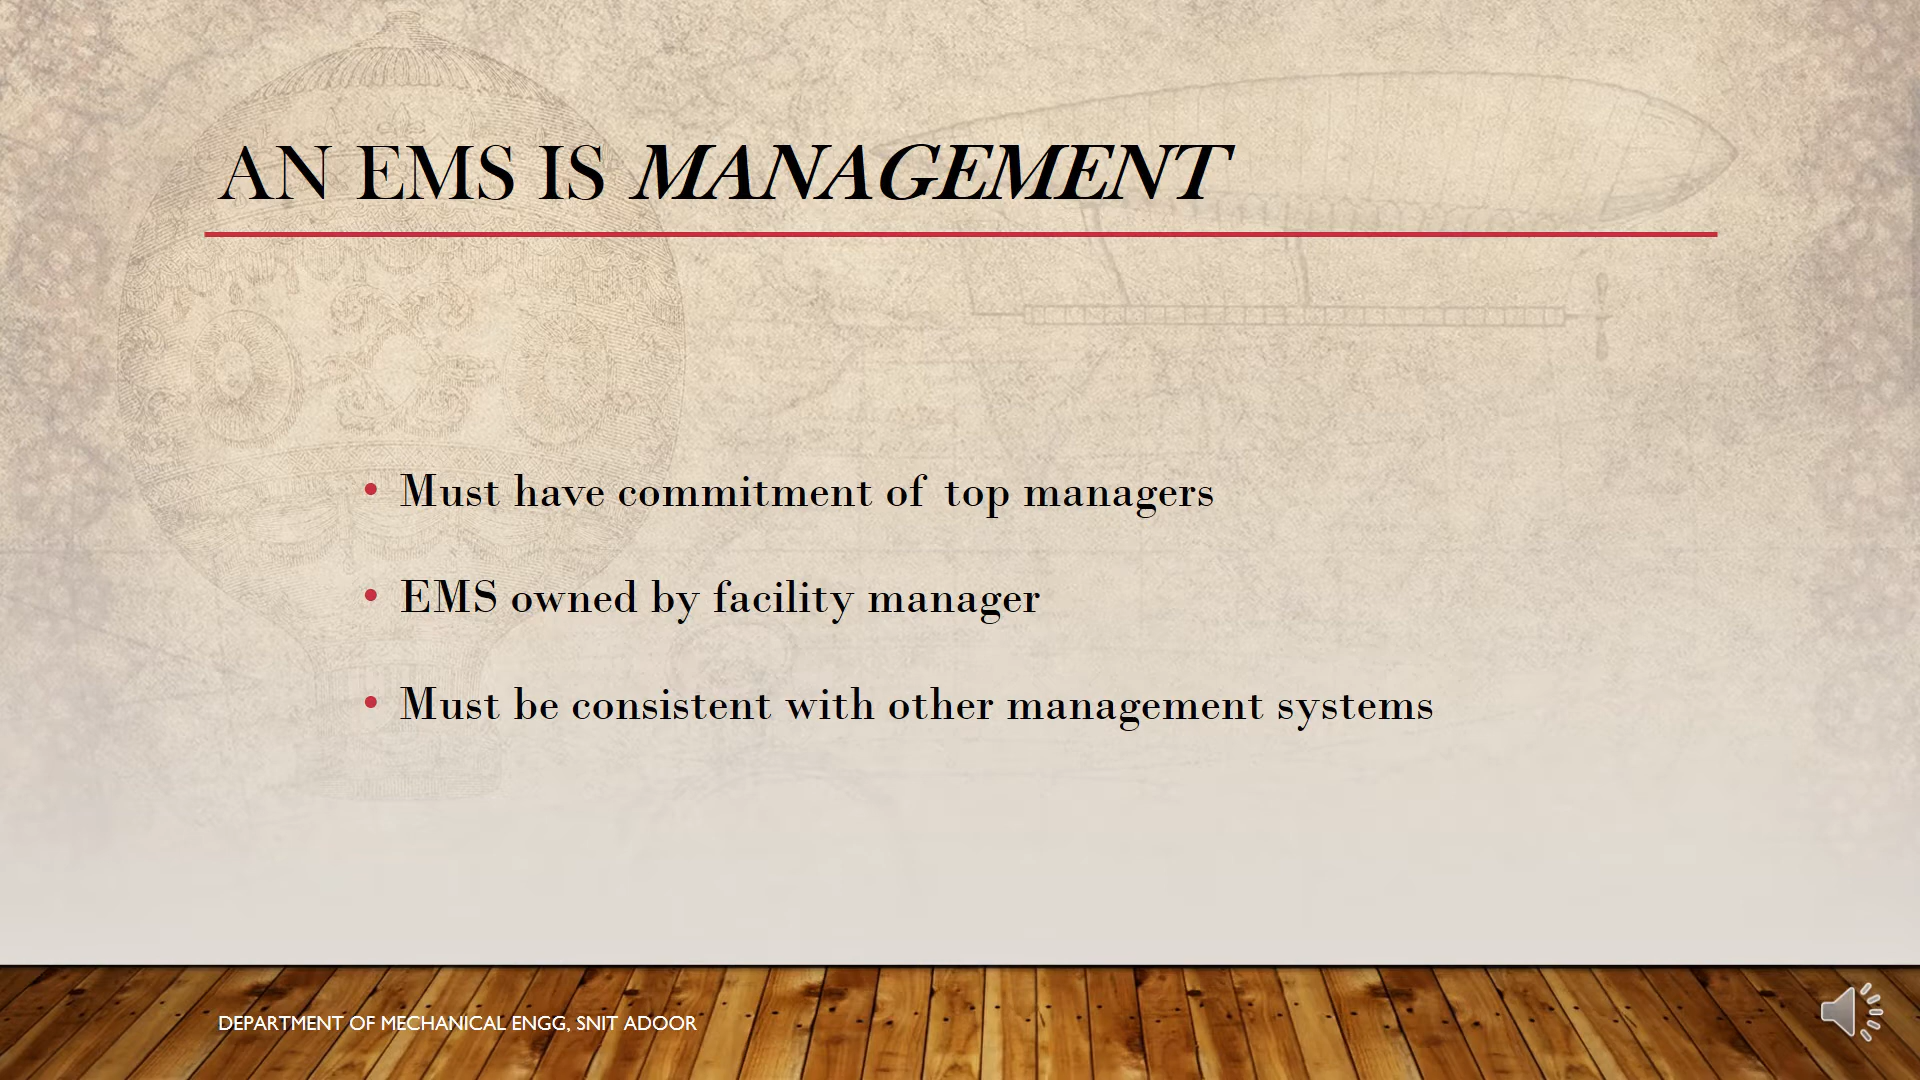 AN EMS IS MANAGEMENT
• Must have commitment of top managers
• EMS owned by facility manager
• Must be consistent with other management systems
DEPARTMENT OF MECHANICAL ENGG, SNIT ADOOR